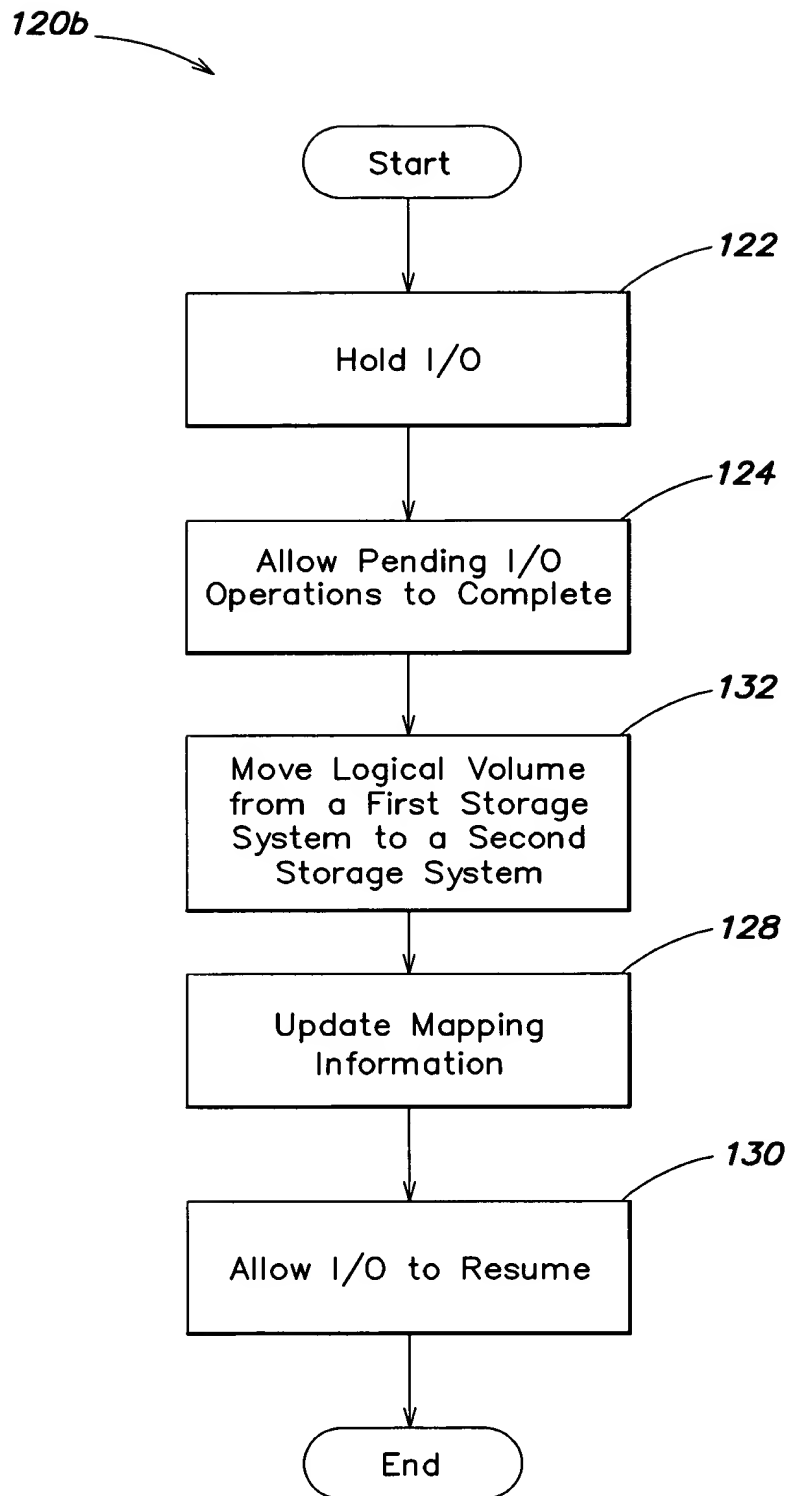 120b
Start
122
Hold I/O
124
Allow Pending I/O
Operations to Complete
132
Move Logical Volume
from a First Storage
System to a Second
Storage System
128
Update Mapping
Information
130
Allow I/O to Resume
End